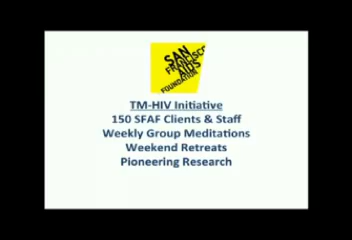 SAN
FRANCISCO
AIDS
FOUNDATION
TM-HIV Initiative
150 SFAF Clients & Staff
Weekly Group Meditations
Weekend Retreats
Pioneering Research